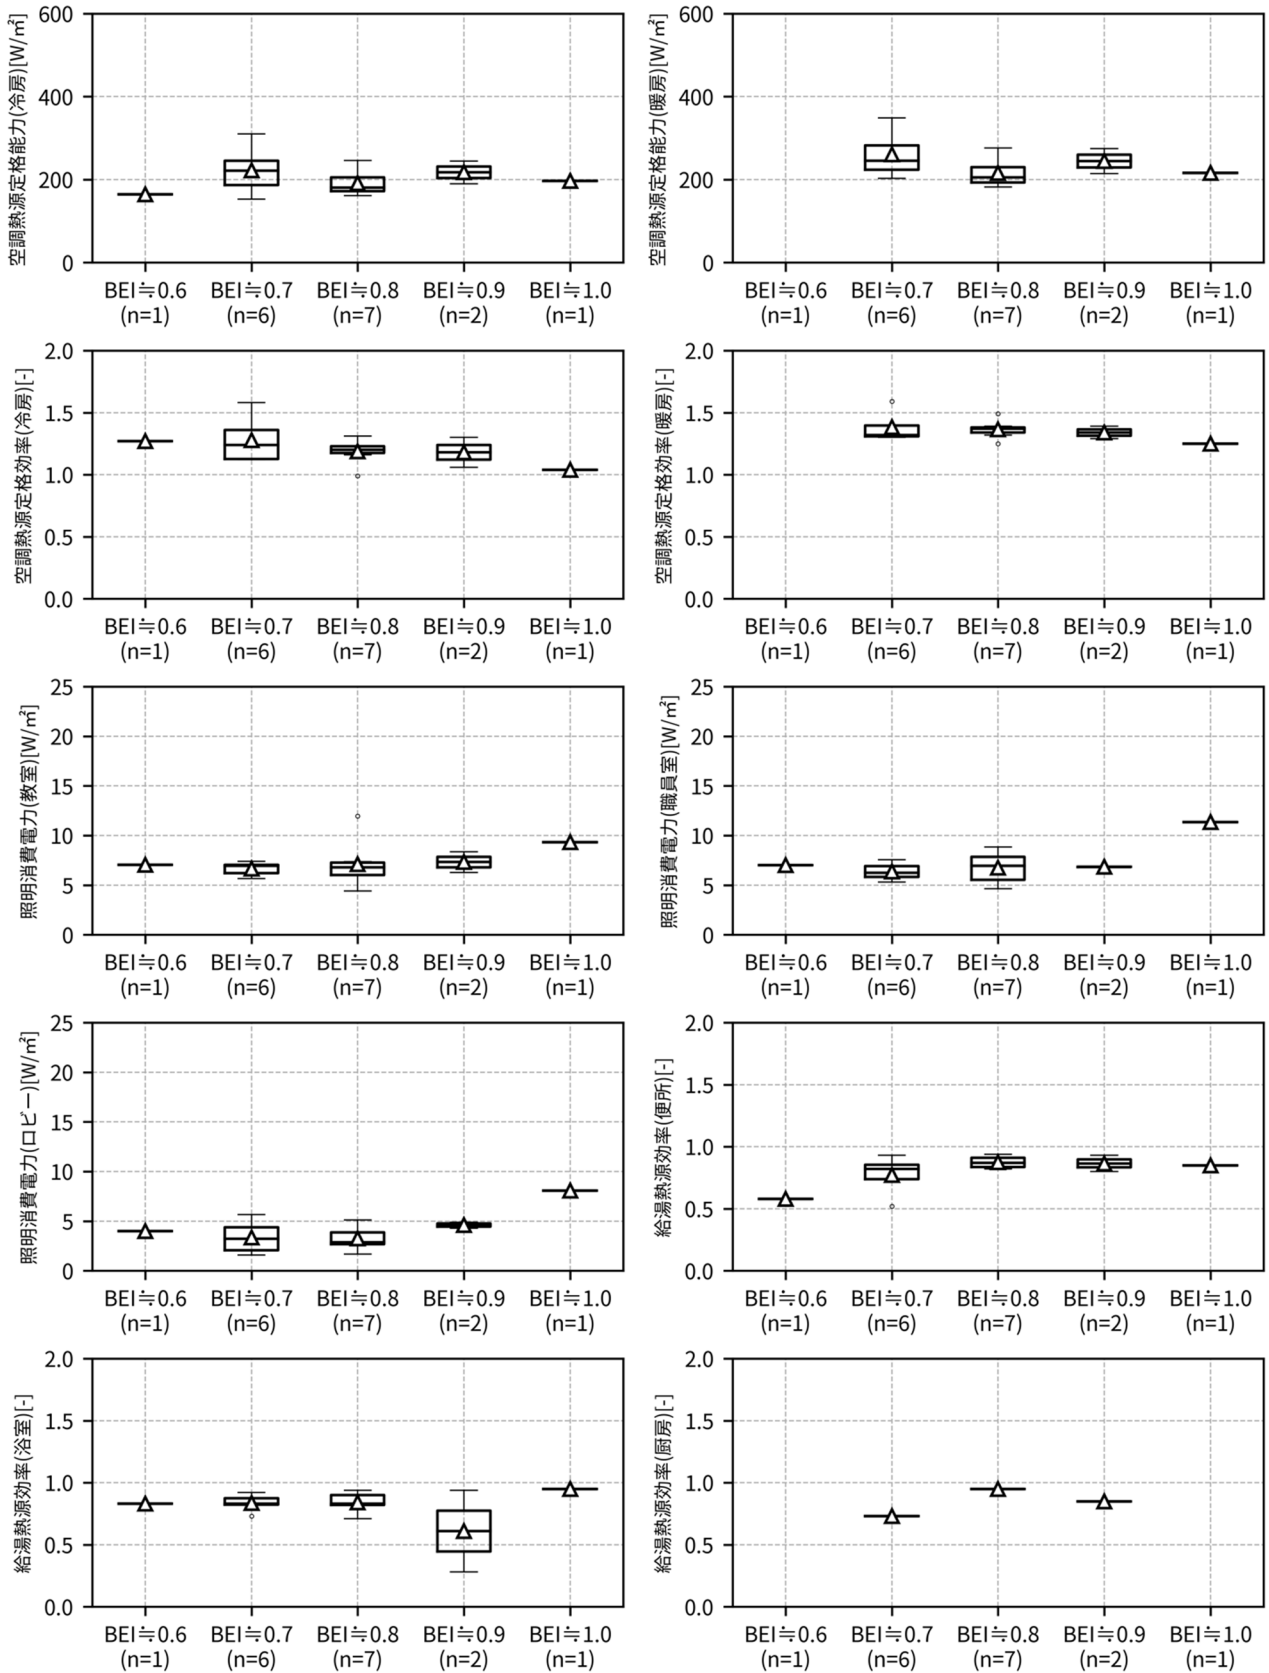 空調熱源定格能力(冷房)[W/㎡]
600
400
200
0
BEI≒0.6
(n=1)
BEI≒0.7
(n=6)
BEI≒0.8
(n=7)
BEI≒0.9
(n=2)
BEI≒1.0
(n=1)
空調熱源定格能力(暖房)[W/㎡]
600
400
200
0
BEI≒0.6
(n=1)
BEI≒0.7
(n=6)
BEI≒0.8
(n=7)
BEI≒0.9
(n=2)
BEI≒1.0
(n=1)
空調熱源定格効率(冷房)[-]
2.0
1.5
1.0
0.5
0.0
BEI≒0.6
(n=1)
BEI≒0.7
(n=6)
BEI≒0.8
(n=7)
BEI≒0.9
(n=2)
BEI≒1.0
(n=1)
空調熱源定格効率(暖房)[-]
2.0
1.5
1.0
0.5
0.0
BEI≒0.6
(n=1)
BEI≒0.7
(n=6)
BEI≒0.8
(n=7)
BEI≒0.9
(n=2)
BEI≒1.0
(n=1)
照明消費電力(教室)[W/㎡]
25
20
15
10
5
0
BEI≒0.6
(n=1)
BEI≒0.7
(n=6)
BEI≒0.8
(n=7)
BEI≒0.9
(n=2)
BEI≒1.0
(n=1)
照明消費電力(職員室)[W/㎡]
25
20
15
10
5
0
BEI≒0.6
(n=1)
BEI≒0.7
(n=6)
BEI≒0.8
(n=7)
BEI≒0.9
(n=2)
BEI≒1.0
(n=1)
照明消費電力(ロビー)[W/㎡]
25
20
15
10
5
0
BEI≒0.6
(n=1)
BEI≒0.7
(n=6)
BEI≒0.8
(n=7)
BEI≒0.9
(n=2)
BEI≒1.0
(n=1)
給湯熱源効率(便所)[-]
2.0
1.5
1.0
0.5
0.0
BEI≒0.6
(n=1)
BEI≒0.7
(n=6)
BEI≒0.8
(n=7)
BEI≒0.9
(n=2)
BEI≒1.0
(n=1)
給湯熱源効率(浴室)[-]
2.0
1.5
1.0
0.5
0.0
BEI≒0.6
(n=1)
BEI≒0.7
(n=6)
BEI≒0.8
(n=7)
BEI≒0.9
(n=2)
BEI≒1.0
(n=1)
給湯熱源効率(厨房)[-]
2.0
1.5
1.0
0.5
0.0
BEI≒0.6
(n=1)
BEI≒0.7
(n=6)
BEI≒0.8
(n=7)
BEI≒0.9
(n=2)
BEI≒1.0
(n=1)